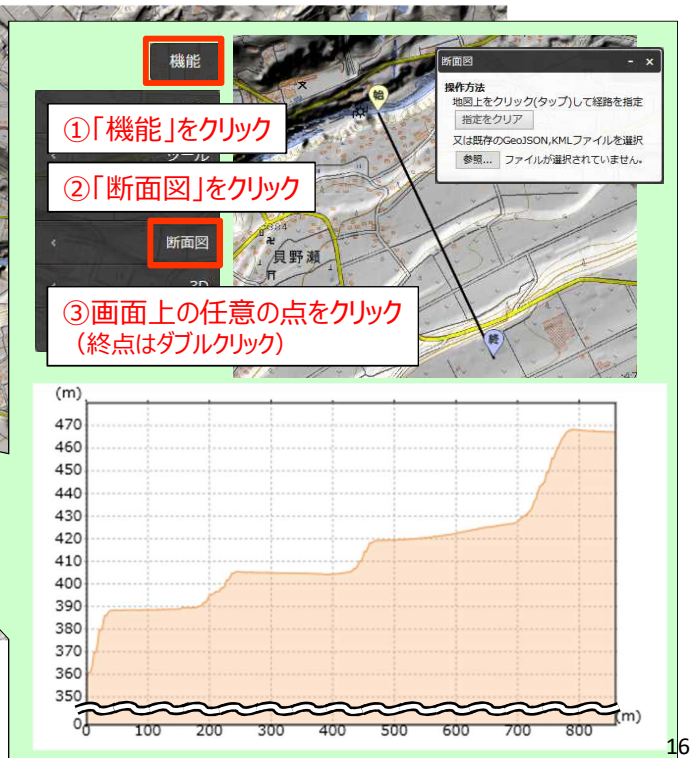 機能
①「機能」をクリック
ツール
②「断面図」をクリック
断面図
3D
③画面上の任意の点をクリック
（終点はダブルクリック）
始
貝野瀬
終
断面図 - ×
操作方法
地図上をクリック(タップ)して経路を指定
指定をクリア
又は既存のGeoJSON,KMLファイルを選択
参照... ファイルが選択されていません。
(m)
470
460
450
440
430
420
410
400
390
380
370
360
350
0
0 100 200 300 400 500 600 700 800 (m)
16